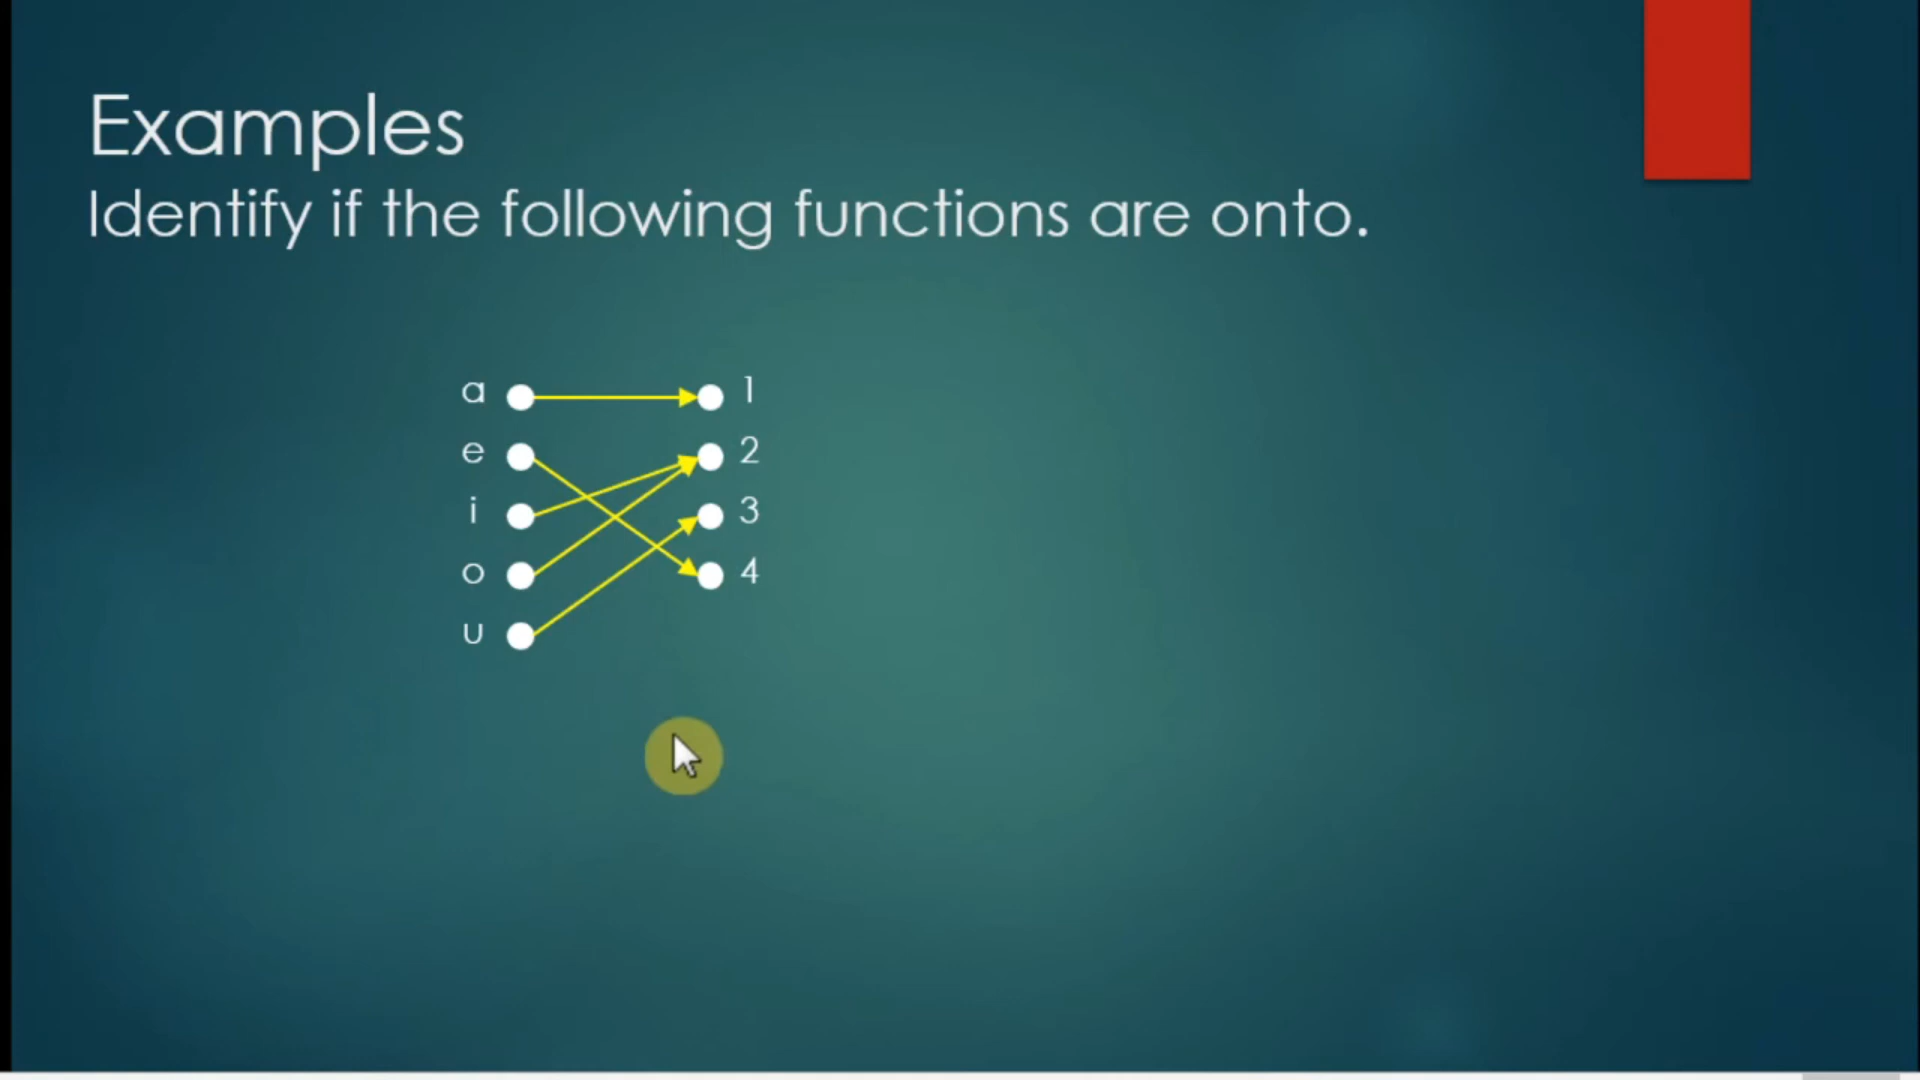 Examples
Identify if the following functions are onto.
a 1
e 2
i 3
o 4
u